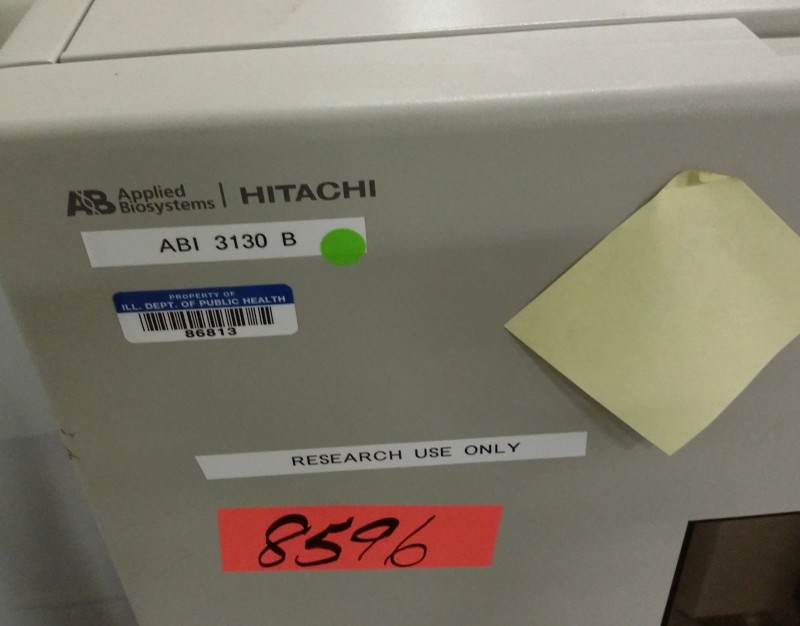 AB Applied Biosystems | HITACHI
ABI 3130 B
PROPERTY OF
ILL. DEPT. OF PUBLIC HEALTH
86813
RESEARCH USE ONLY
8596